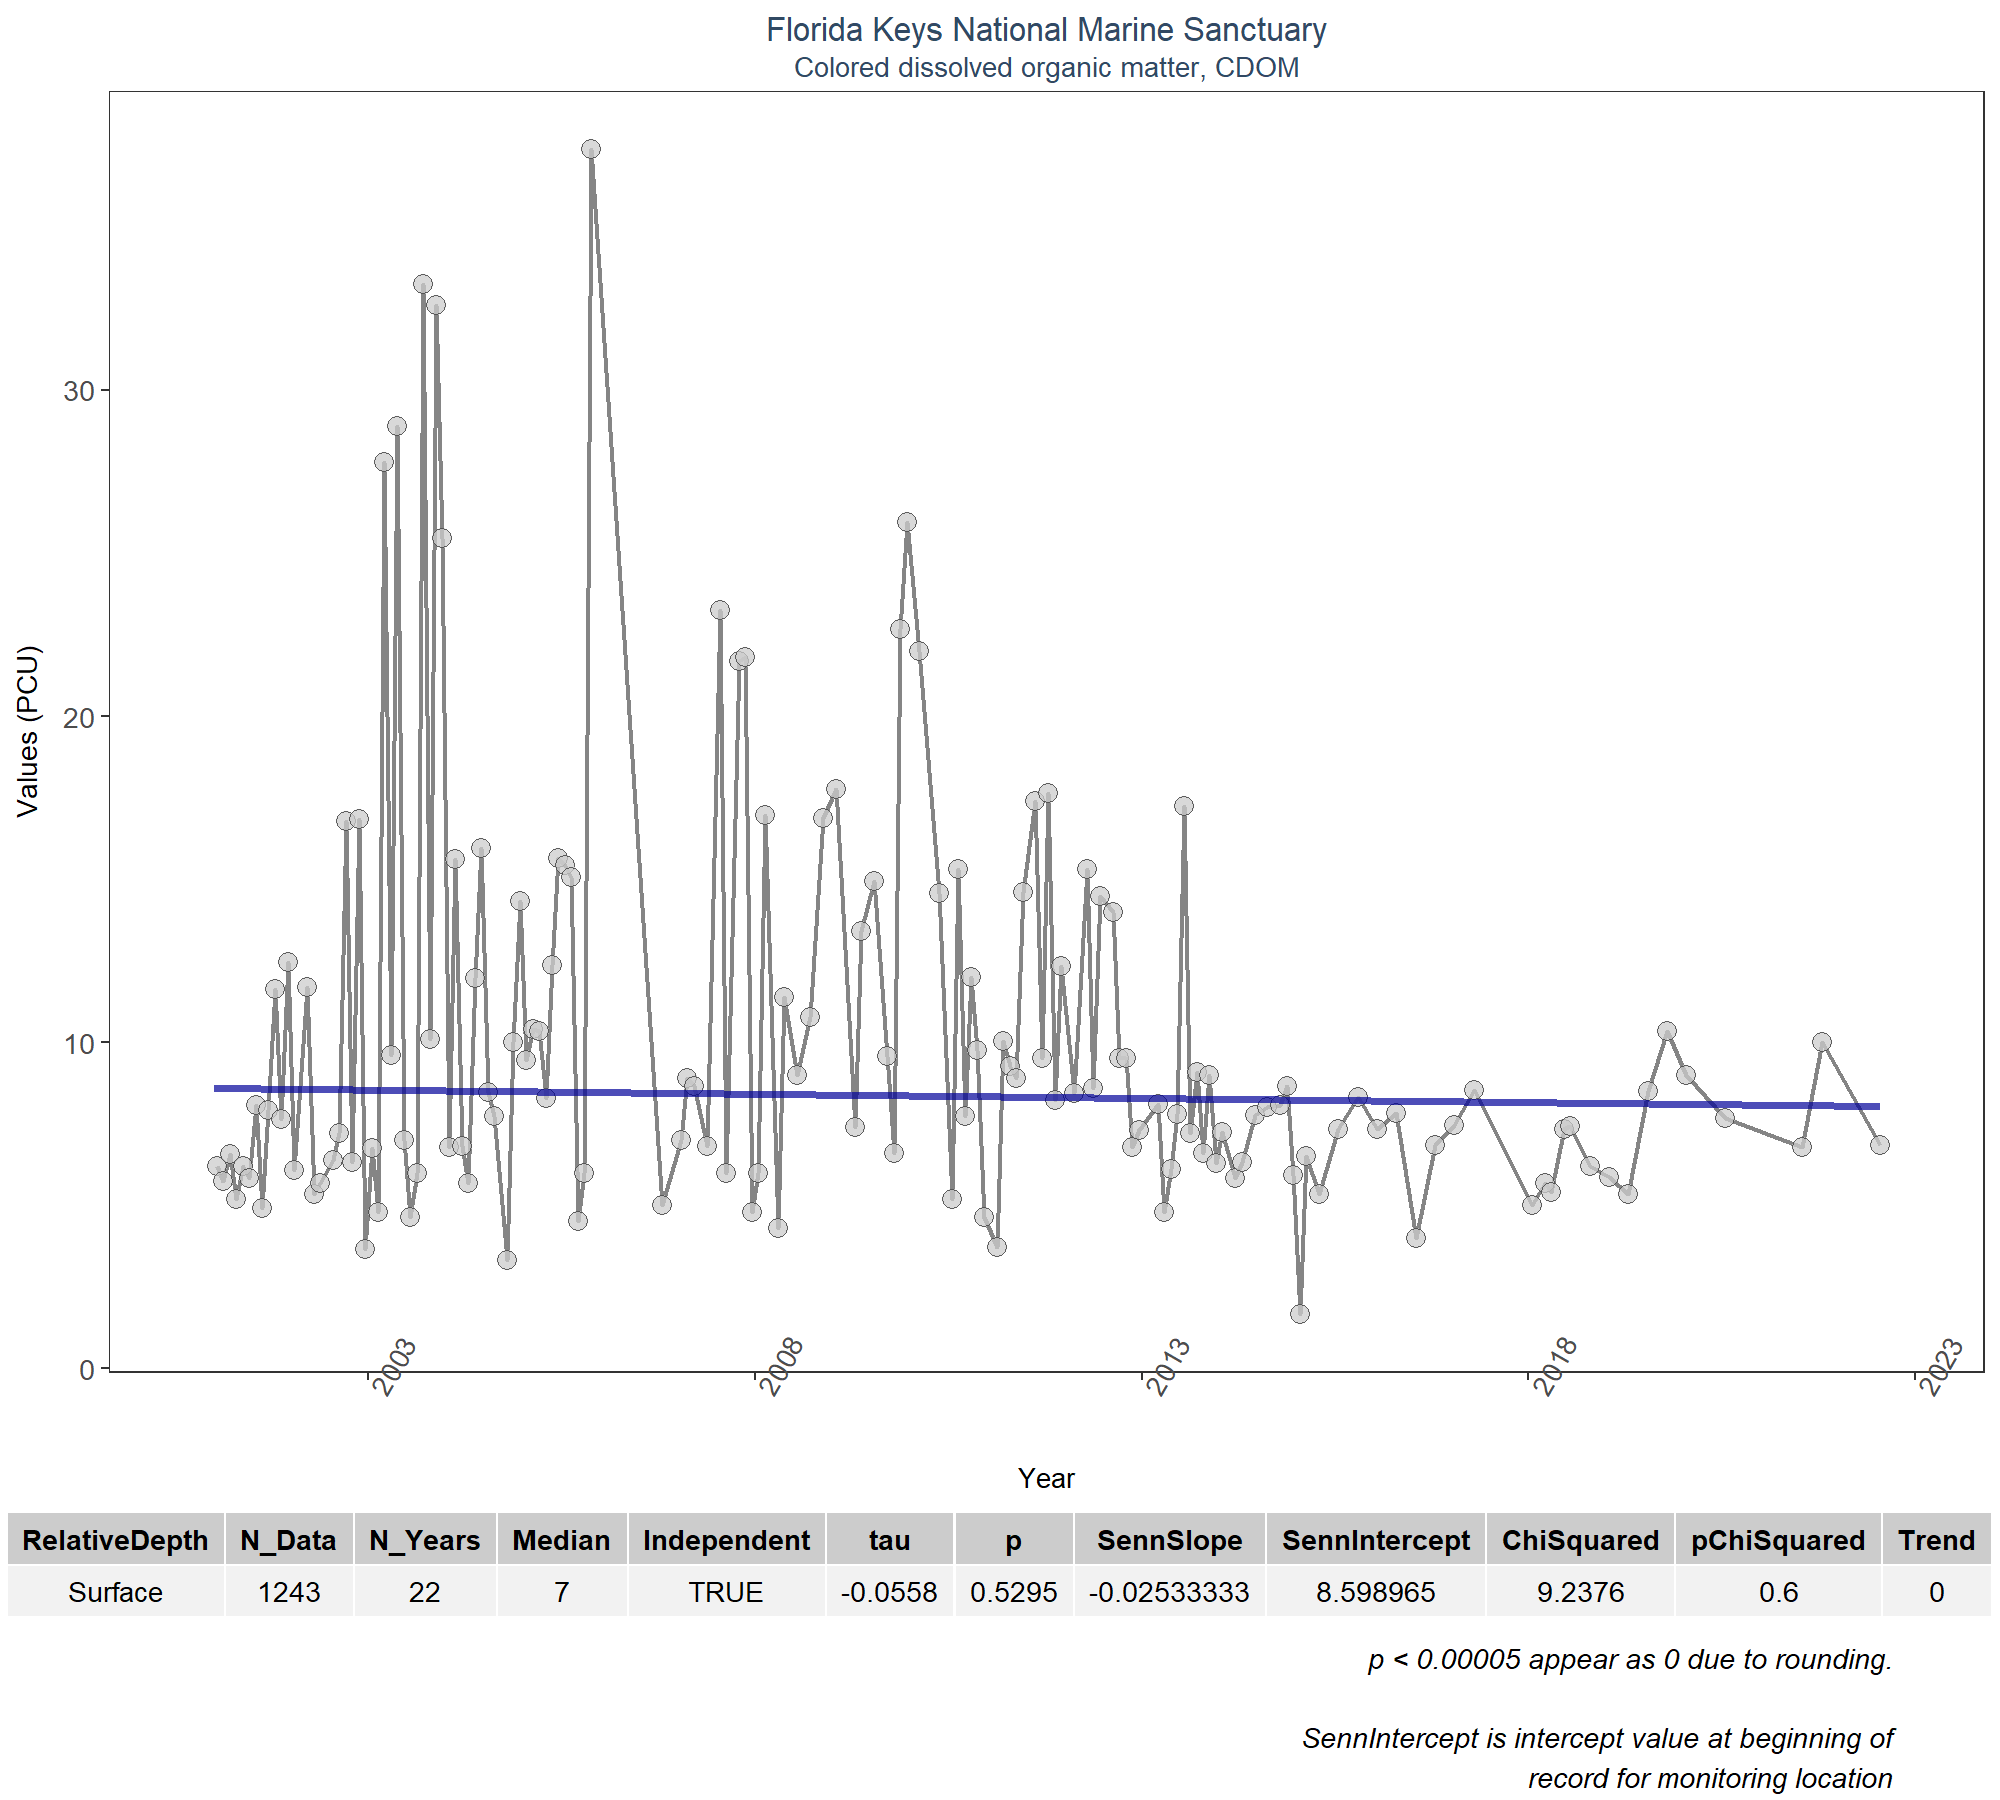 Florida Keys National Marine Sanctuary
Colored dissolved organic matter, CDOM
Values (PCU)
30
20
10
0
2003 2008 2013 2018 2023
Year
RelativeDepth N_Data N_Years Median Independent tau p SennSlope SennIntercept ChiSquared pChiSquared Trend
Surface 1243 22 7 TRUE -0.0558 0.5295 -0.02533333 8.598965 9.2376 0.6 0
p < 0.00005 appear as 0 due to rounding.
SennIntercept is intercept value at beginning of
record for monitoring location